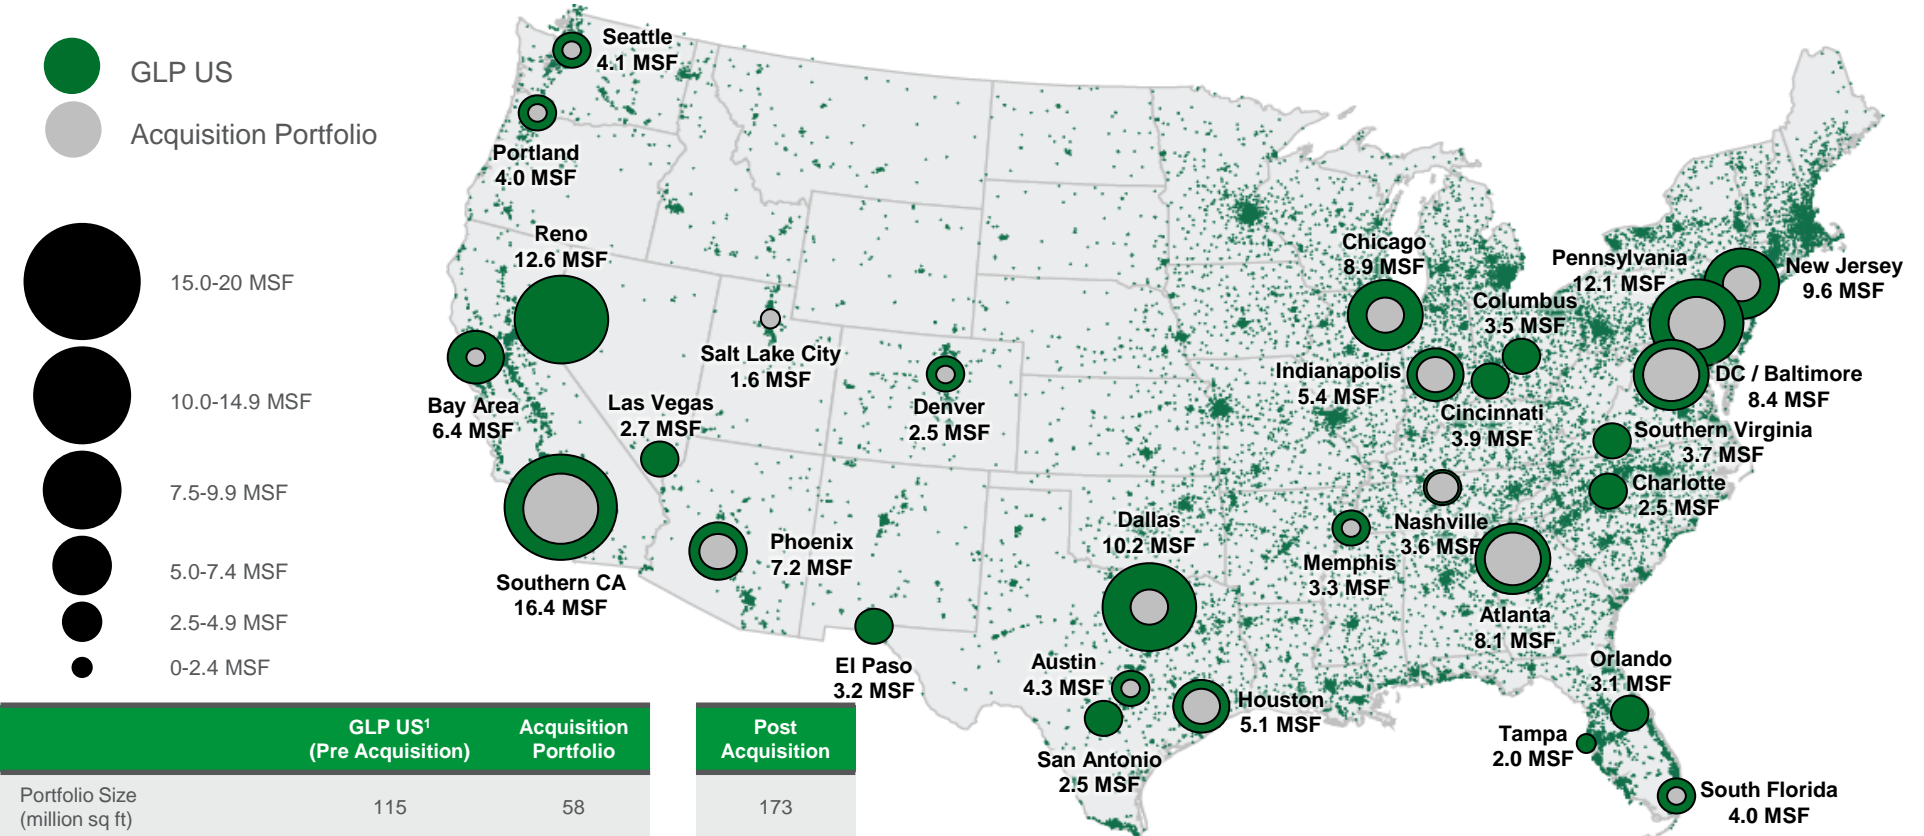 GLP US
Acquisition Portfolio
15.0-20 MSF
10.0-14.9 MSF
7.5-9.9 MSF
5.0-7.4 MSF
2.5-4.9 MSF
0-2.4 MSF
Seattle
4.1 MSF
Portland
4.0 MSF
Reno
12.6 MSF
Bay Area
6.4 MSF
Salt Lake City
1.6 MSF
Las Vegas
2.7 MSF
Denver
2.5 MSF
Southern CA
16.4 MSF
Phoenix
7.2 MSF
El Paso
3.2 MSF
Dallas
10.2 MSF
Austin
4.3 MSF
San Antonio
2.5 MSF
Houston
5.1 MSF
Chicago
8.9 MSF
Indianapolis
5.4 MSF
Columbus
3.5 MSF
Cincinnati
3.9 MSF
Pennsylvania
12.1 MSF
New Jersey
9.6 MSF
DC / Baltimore
8.4 MSF
Southern Virginia
3.7 MSF
Charlotte
2.5 MSF
Nashville
3.6 MSF
Memphis
3.3 MSF
Atlanta
8.1 MSF
Orlando
3.1 MSF
Tampa
2.0 MSF
South Florida
4.0 MSF
GLP US¹
(Pre Acquisition)
Acquisition
Portfolio
Post
Acquisition
Portfolio Size
(million sq ft)
115
58
173